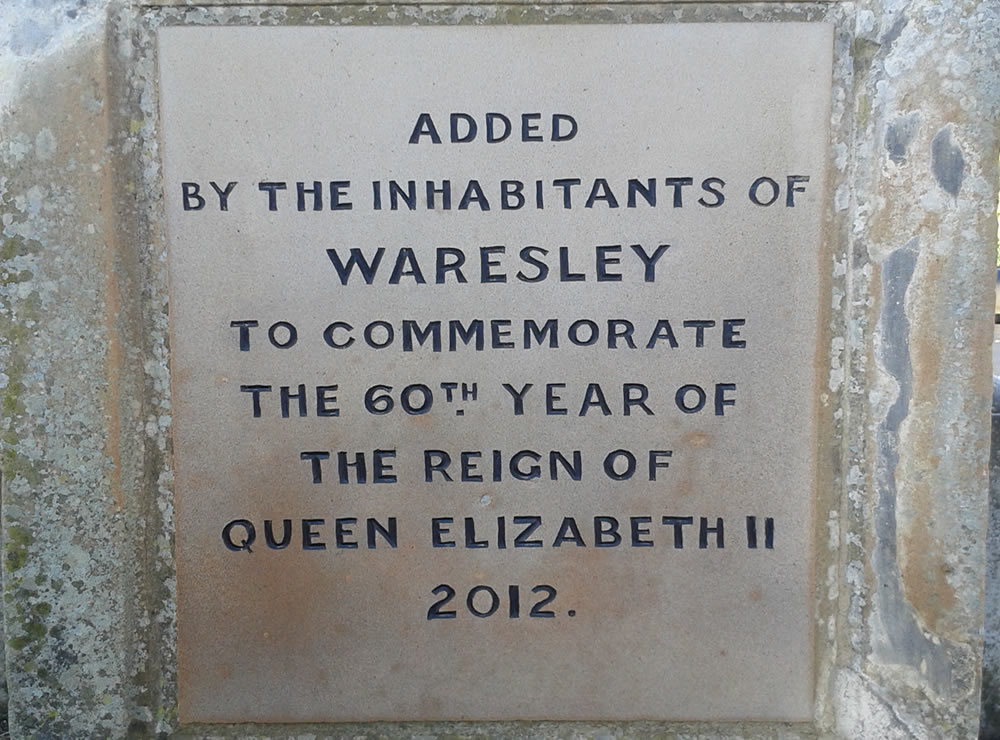 ADDED
BY THE INHABITANTS OF
WARESLEY
TO COMMEMORATE
THE 60TH YEAR OF
THE REIGN OF
QUEEN ELIZABETH II
2012.